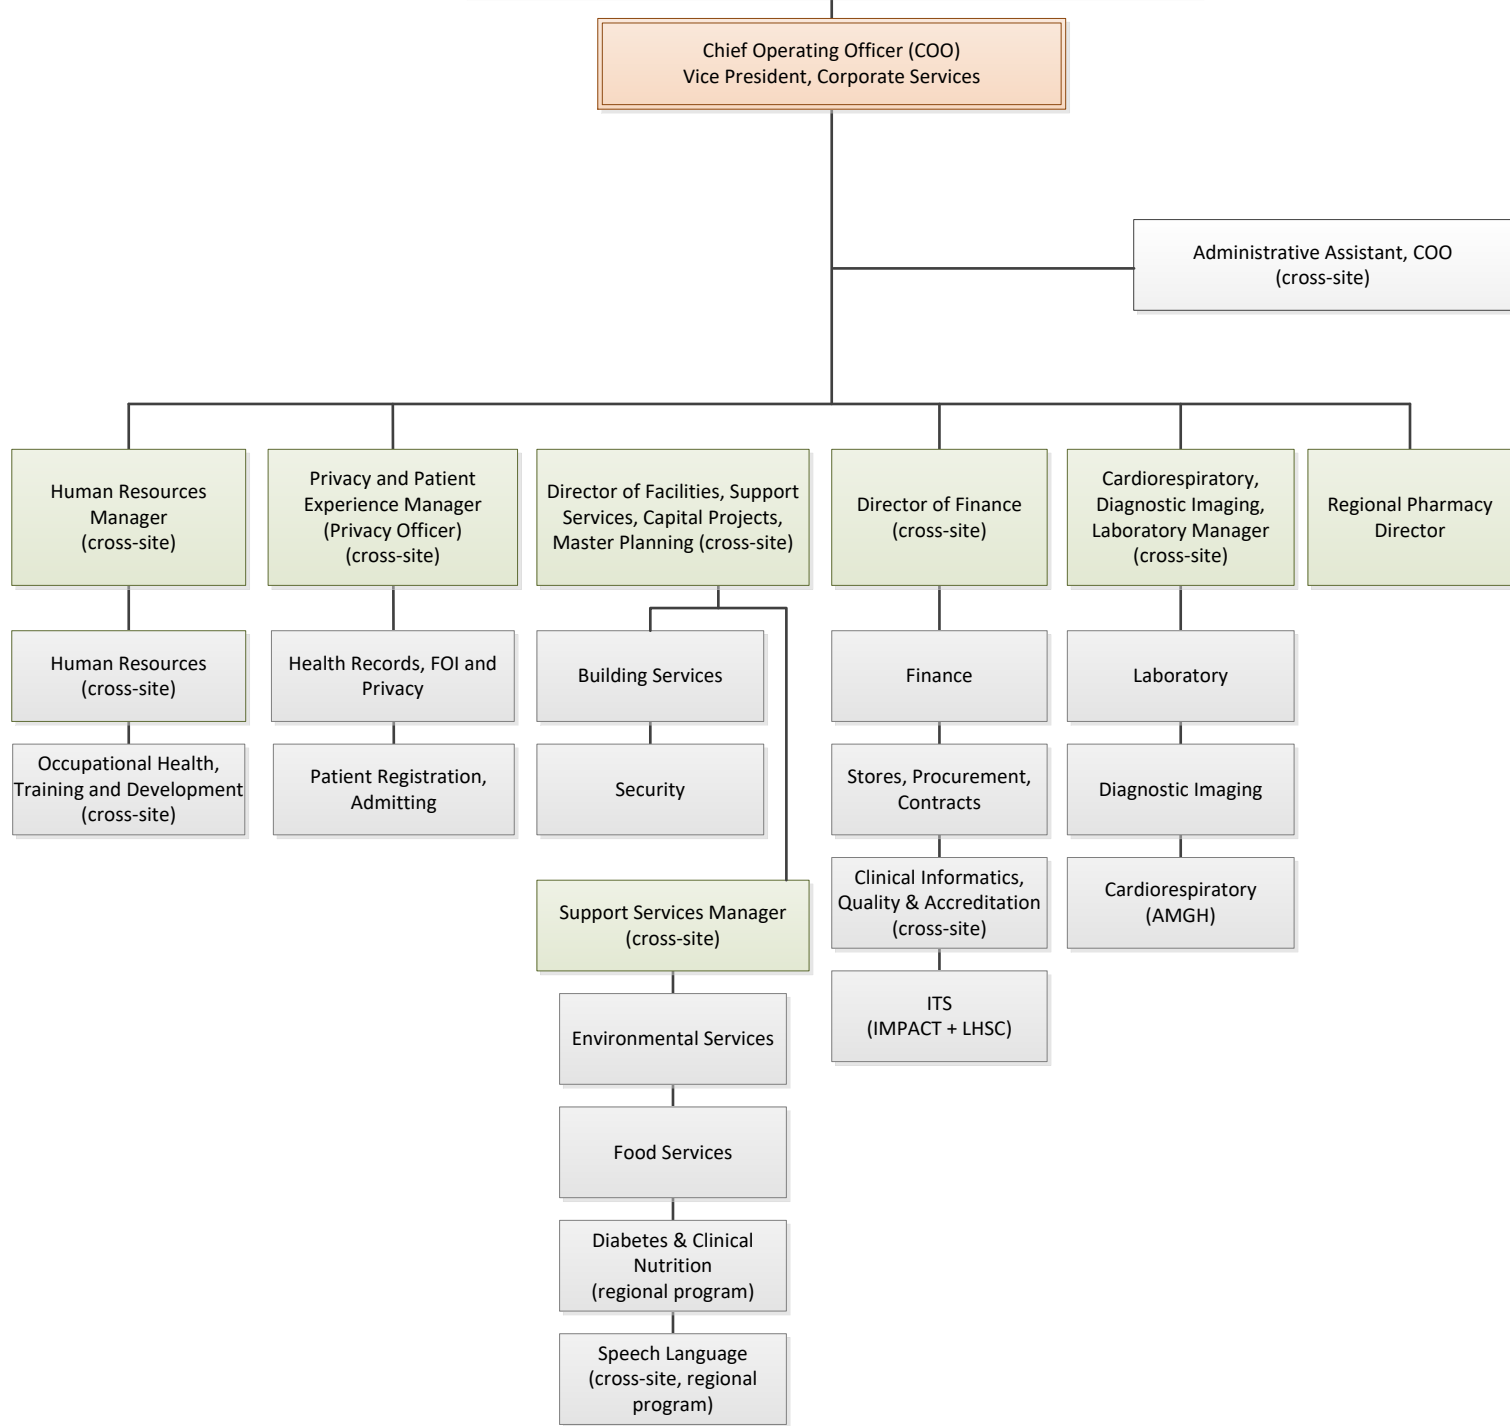 Chief Operating Officer (COO)
Vice President, Corporate Services
Administrative Assistant, COO
(cross-site)
Human Resources
Manager
(cross-site)
Privacy and Patient
Experience Manager
(Privacy Officer)
(cross-site)
Director of Facilities, Support
Services, Capital Projects,
Master Planning (cross-site)
Director of Finance
(cross-site)
Cardiorespiratory,
Diagnostic Imaging,
Laboratory Manager
(cross-site)
Regional Pharmacy
Director
Human Resources
(cross-site)
Health Records, FOI and
Privacy
Building Services
Finance
Laboratory
Occupational Health,
Training and Development
(cross-site)
Patient Registration,
Admitting
Security
Stores, Procurement,
Contracts
Diagnostic Imaging
Support Services Manager
(cross-site)
Clinical Informatics,
Quality & Accreditation
(cross-site)
Cardiorespiratory
(AMGH)
Environmental Services
ITS
(IMPACT + LHSC)
Food Services
Diabetes & Clinical
Nutrition
(regional program)
Speech Language
(cross-site, regional
program)